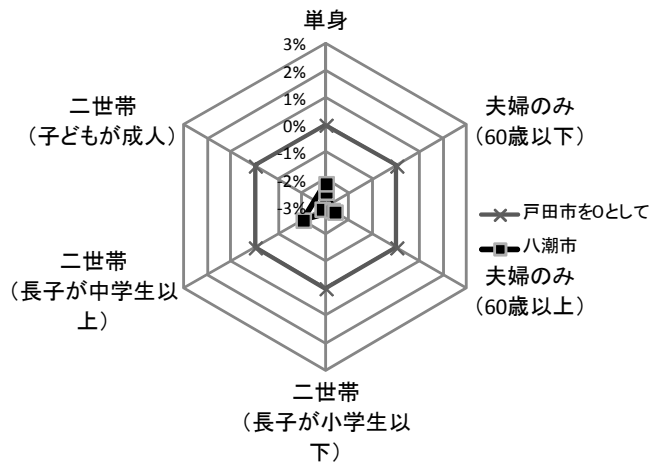 単身
3%
2%
1%
0%
-1%
-2%
-3%
二世帯
（子どもが成人）
夫婦のみ
（60歳以下）
戸田市を0として
八潮市
二世帯
（長子が中学生以
上）
夫婦のみ
（60歳以上）
二世帯
（長子が小学生以
下）